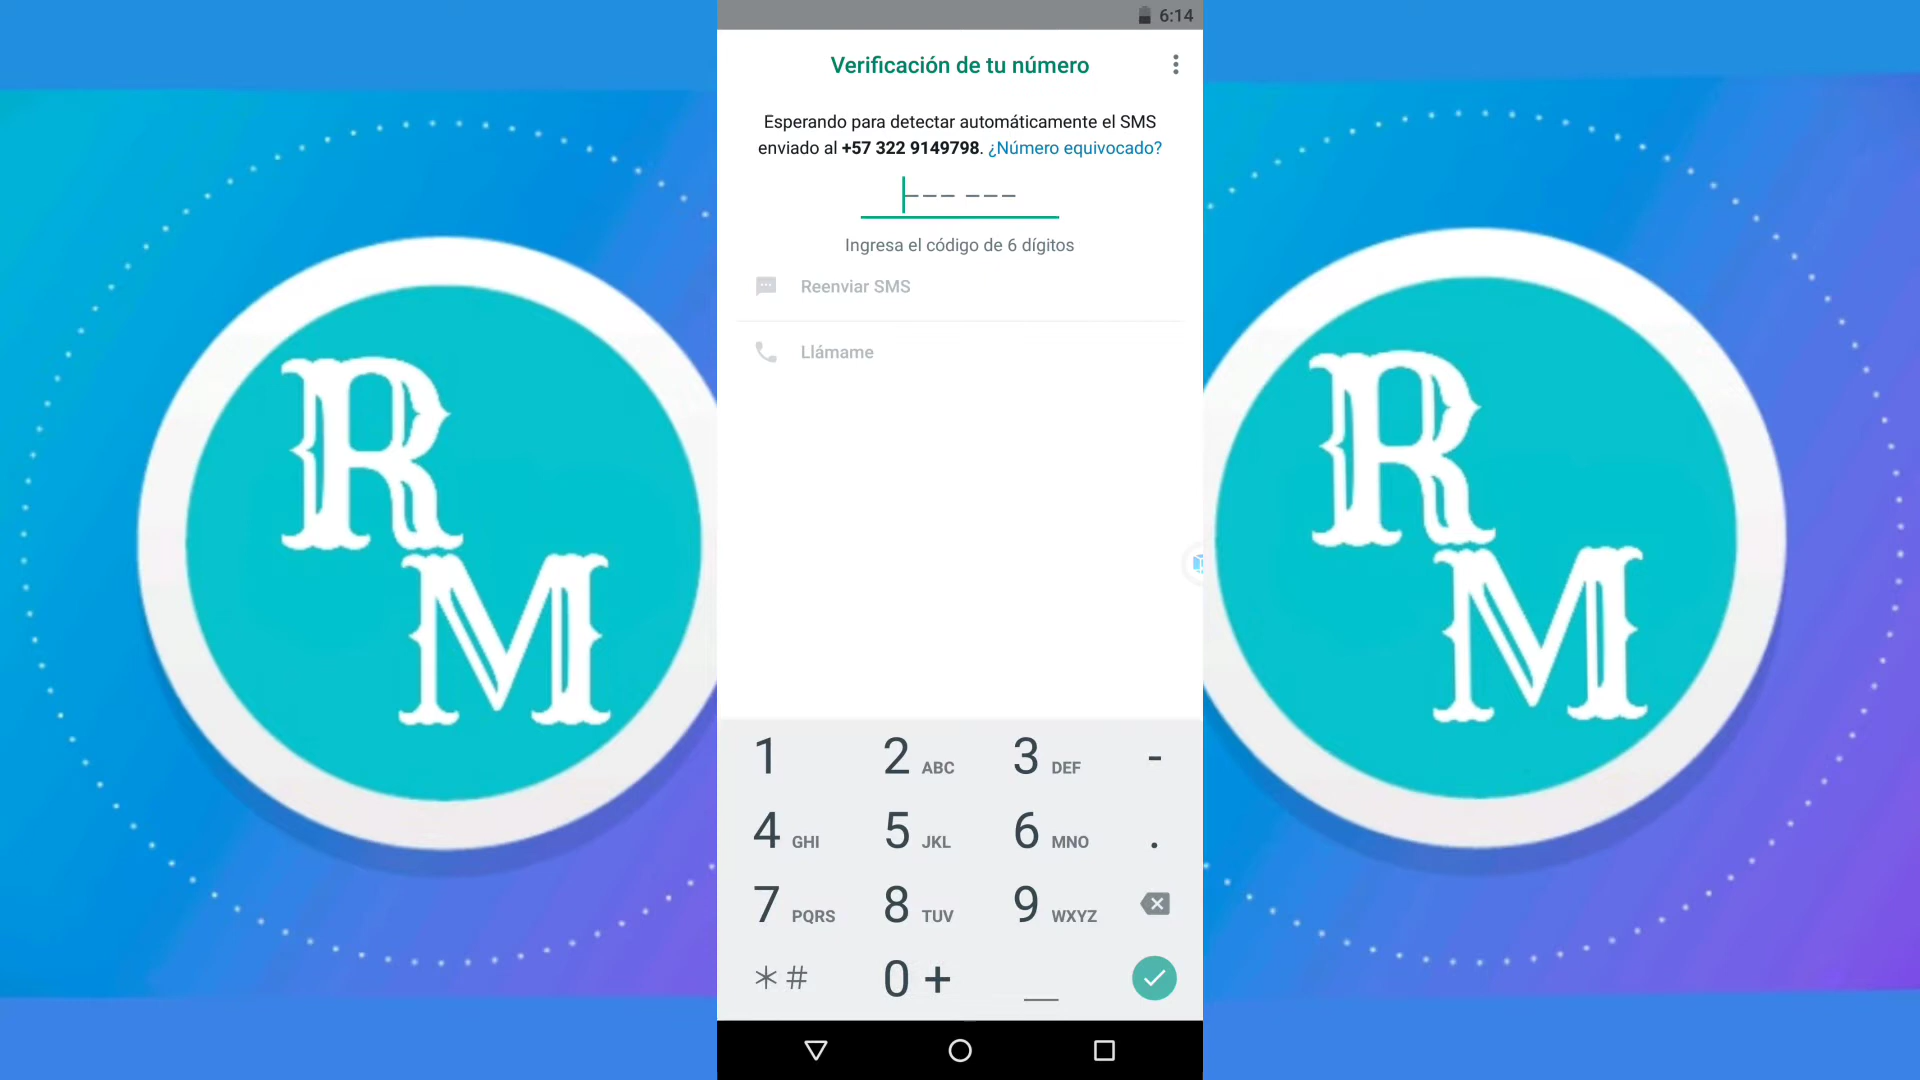 6:14
Verificación de tu número
Esperando para detectar automáticamente el SMS
enviado al +57 322 9149798. ¿Número equivocado?
Ingresa el código de 6 dígitos
Reenviar SMS
Llámame
R
M
R
M
1 2 ABC 3 DEF -
4 GHI 5 JKL 6 MNO .
7 PQRS 8 TUV 9 WXYZ
* # 0 + _